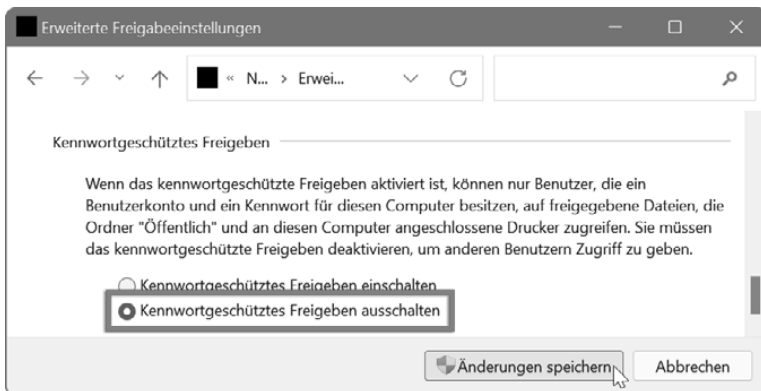 Erweiterte Freigabeeinstellungen
« N... > Erwei...
Kennwortgeschütztes Freigeben
Wenn das kennwortgeschützte Freigeben aktiviert ist, können nur Benutzer, die ein
Benutzerkonto und ein Kennwort für diesen Computer besitzen, auf freigegebene Dateien, die
Ordner "Öffentlich" und an diesen Computer angeschlossene Drucker zugreifen. Sie müssen
das kennwortgeschützte Freigeben deaktivieren, um anderen Benutzern Zugriff zu geben.
Kennwortgeschütztes Freigeben einschalten
Kennwortgeschütztes Freigeben ausschalten
Änderungen speichern Abbrechen